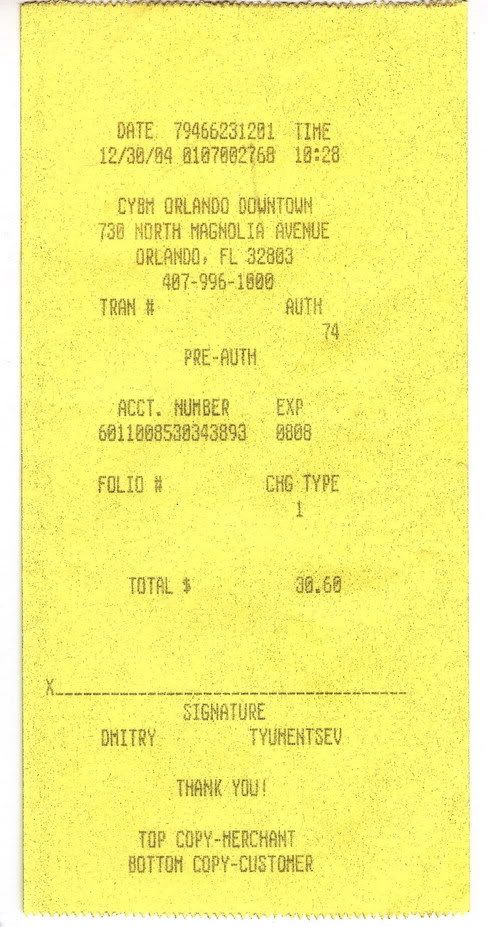 DATE 79466231201 TIME
12/30/04 0107002768 10:28
CYBM ORLANDO DOWNTOWN
730 NORTH MAGNOLIA AVENUE
ORLANDO, FL 32803
407-996-1000
TRAN # AUTH
74
PRE-AUTH
ACCT. NUMBER EXP
6011008530343893 0808
FOLIO # CHG TYPE
1
TOTAL $ 30.60
X
SIGNATURE
DMITRY TYUMENTSEV
THANK YOU!
TOP COPY-MERCHANT
BOTTOM COPY-CUSTOMER